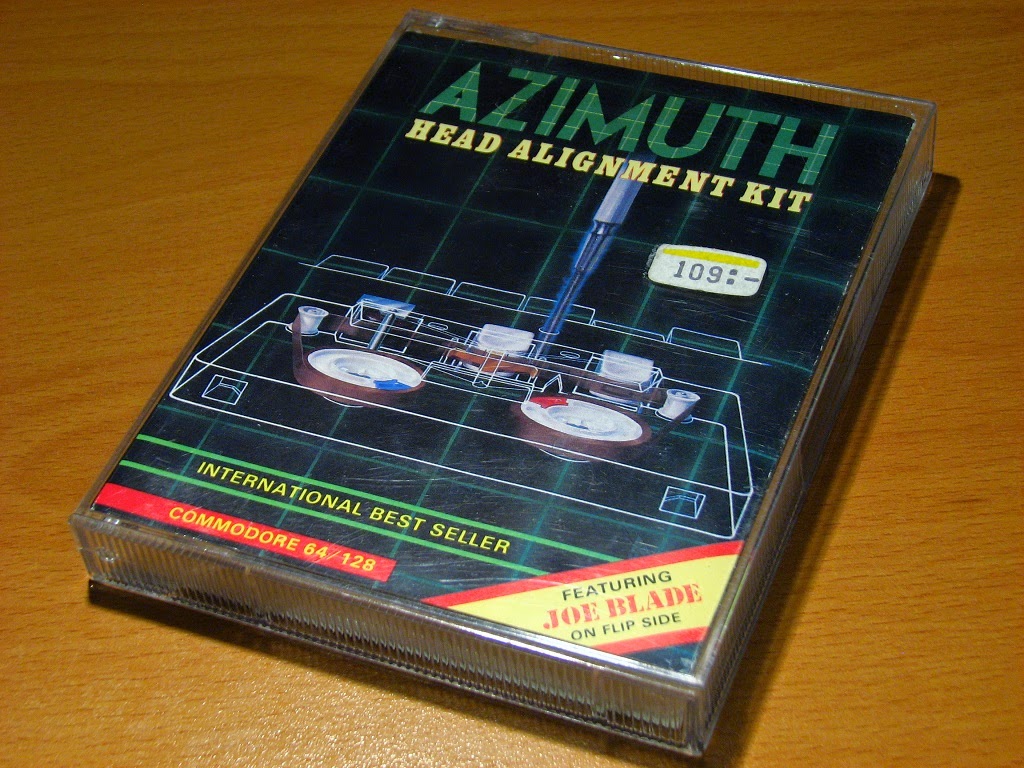 AZIMUTH
HEAD ALIGNMENT KIT
109:-
INTERNATIONAL BEST SELLER
COMMODORE 64/128
FEATURING
JOE BLADE
ON FLIP SIDE